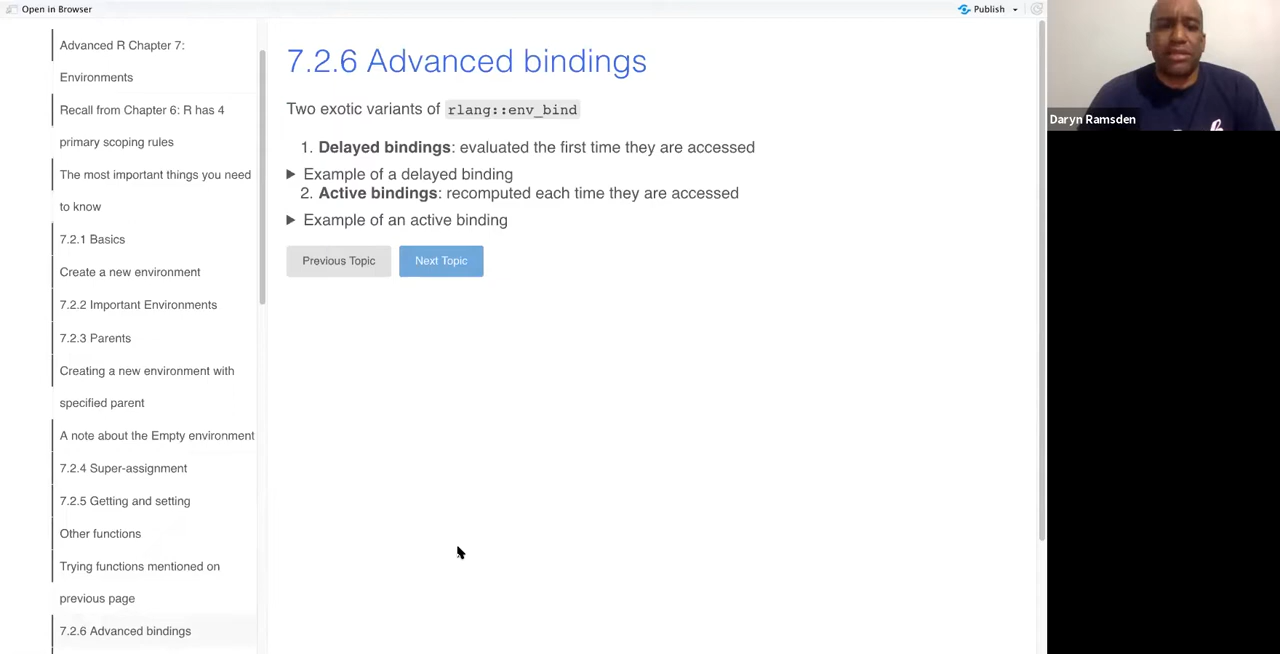 Open in Browser
Publish
Advanced R Chapter 7:
Environments
Recall from Chapter 6: R has 4
primary scoping rules
The most important things you need
to know
7.2.1 Basics
Create a new environment
7.2.2 Important Environments
7.2.3 Parents
Creating a new environment with
specified parent
A note about the Empty environment
7.2.4 Super-assignment
7.2.5 Getting and setting
Other functions
Trying functions mentioned on
previous page
7.2.6 Advanced bindings
7.2.6 Advanced bindings
Two exotic variants of rlang::env_bind
1. Delayed bindings: evaluated the first time they are accessed
Example of a delayed binding
2. Active bindings: recomputed each time they are accessed
Example of an active binding
Previous Topic Next Topic
Daryn Ramsden